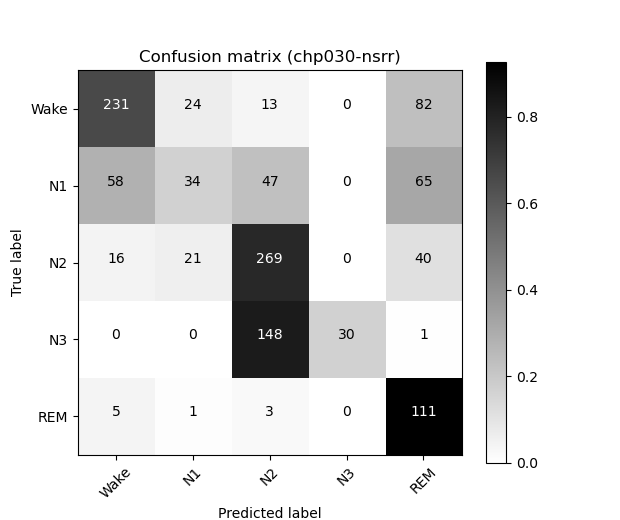 Confusion matrix (chp030-nsrr)
True label
Wake 231 24 13 0 82
N1 58 34 47 0 65
N2 16 21 269 0 40
N3 0 0 148 30 1
REM 5 1 3 0 111
Wake N1 N2 N3 REM
Predicted label
0.8
0.6
0.4
0.2
0.0